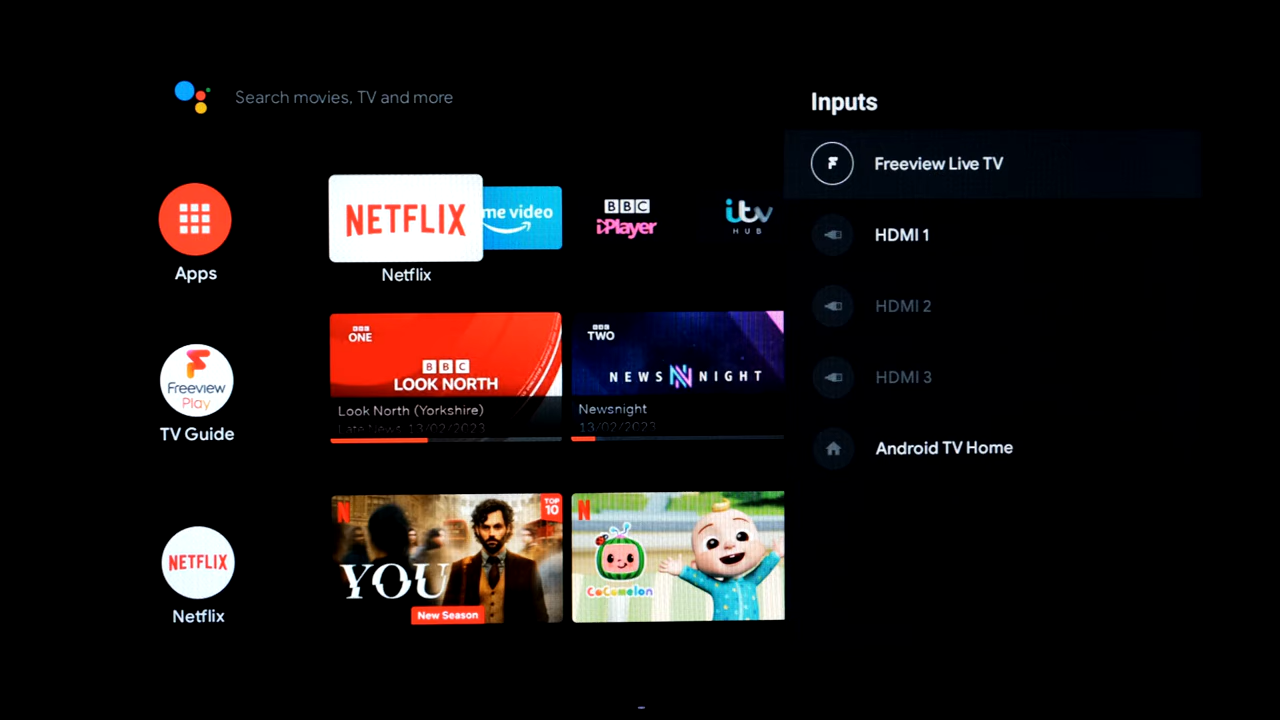 Search movies, TV and more
Apps
NETFLIX
me video
BBC
iPlayer
itv
HUB
Netflix
BBC
ONE
BBC
LOOK NORTH
Look North (Yorkshire)
Late News, 13/02/2023
BBC
TWO
NEWSNIGHT
Newsnight
13/02/2023
Freeview
Play
TV Guide
NETFLIX
Netflix
N
TOP
10
YOU
New Season
N
CoComelon
Inputs
Freeview Live TV
HDMI 1
HDMI 2
HDMI 3
Android TV Home